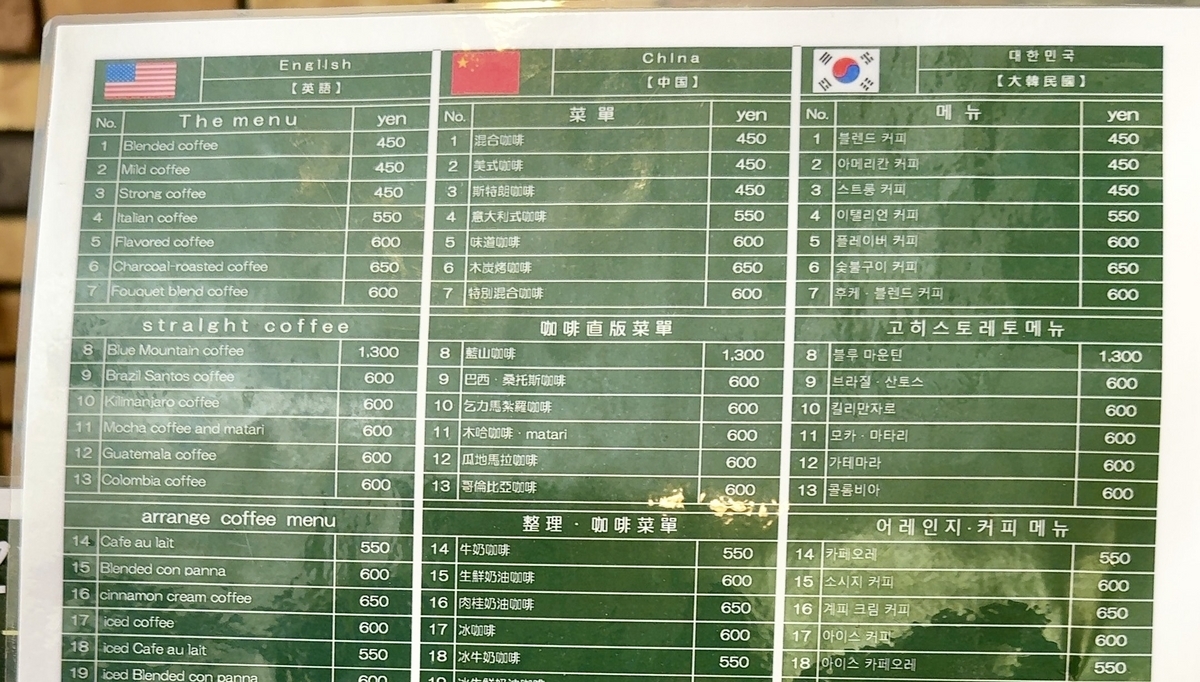 English
【英語】
No. The menu yen
1 Blended coffee 450
2 Mild coffee 450
3 Strong coffee 450
4 Italian coffee 550
5 Flavored coffee 600
6 Charcoal-roasted coffee 650
7 Fouquet blend coffee 600
straight coffee
8 Blue Mountain coffee 1,300
9 Brazil Santos coffee 600
10 Kilimanjaro coffee 600
11 Mocha coffee and matari 600
12 Guatemala coffee 600
13 Colombia coffee 600
arrange coffee menu
14 Cafe au lait 550
15 Blended con panna 600
16 cinnamon cream coffee 650
17 iced coffee 600
18 iced Cafe au lait 550
19 iced Blended con panna 600
China
【中国】
No. 菜單 yen
1 混合咖啡 450
2 美式咖啡 450
3 斯特朗咖啡 450
4 意大利式咖啡 550
5 味道咖啡 600
6 木炭烤咖啡 650
7 特別混合咖啡 600
咖啡直版菜單
8 藍山咖啡 1,300
9 巴西・桑托斯咖啡 600
10 乞力馬紮羅咖啡 600
11 木哈咖啡・matari 600
12 瓜地馬拉咖啡 600
13 哥倫比亞咖啡 600
整理・咖啡菜單
14 牛奶咖啡 550
15 生鮮奶油咖啡 600
16 肉桂奶油咖啡 650
17 冰咖啡 600
18 冰牛奶咖啡 550
대한민국
【大韓民國】
No. 메뉴 yen
1 블렌드 커피 450
2 아메리칸 커피 450
3 스트롱 커피 450
4 이탤리언 커피 550
5 플레이버 커피 600
6 숯불구이 커피 650
7 후케・블렌드 커피 600
고히스토레토메뉴
8 블루 마운틴 1,300
9 브라질・산토스 600
10 킬리만자로 600
11 모카・마타리 600
12 가테마라 600
13 콜롬비아 600
어레인지・커피 메뉴
14 카페오레 550
15 소시지 커피 600
16 계피 크림 커피 650
17 아이스 커피 600
18 아이스 카페오레 550